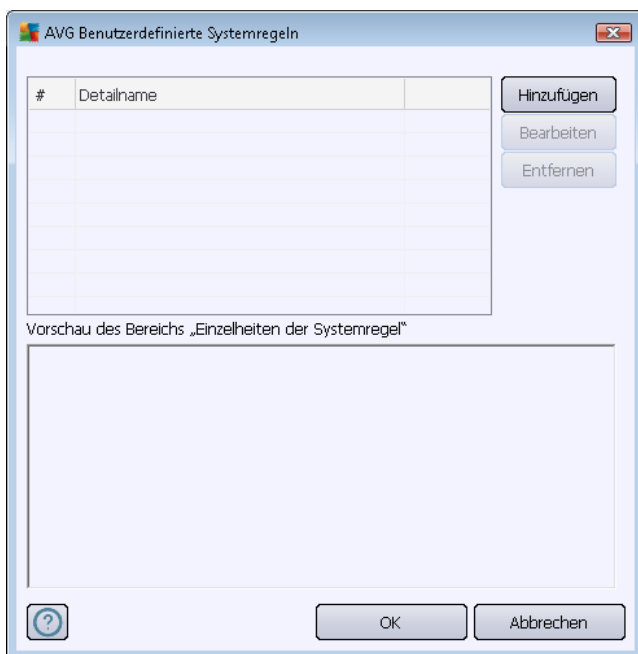 AVG Benutzerdefinierte Systemregeln
# Detailname
Hinzufügen
Bearbeiten
Entfernen
Vorschau des Bereichs „Einzelheiten der Systemregel“
?
OK
Abbrechen